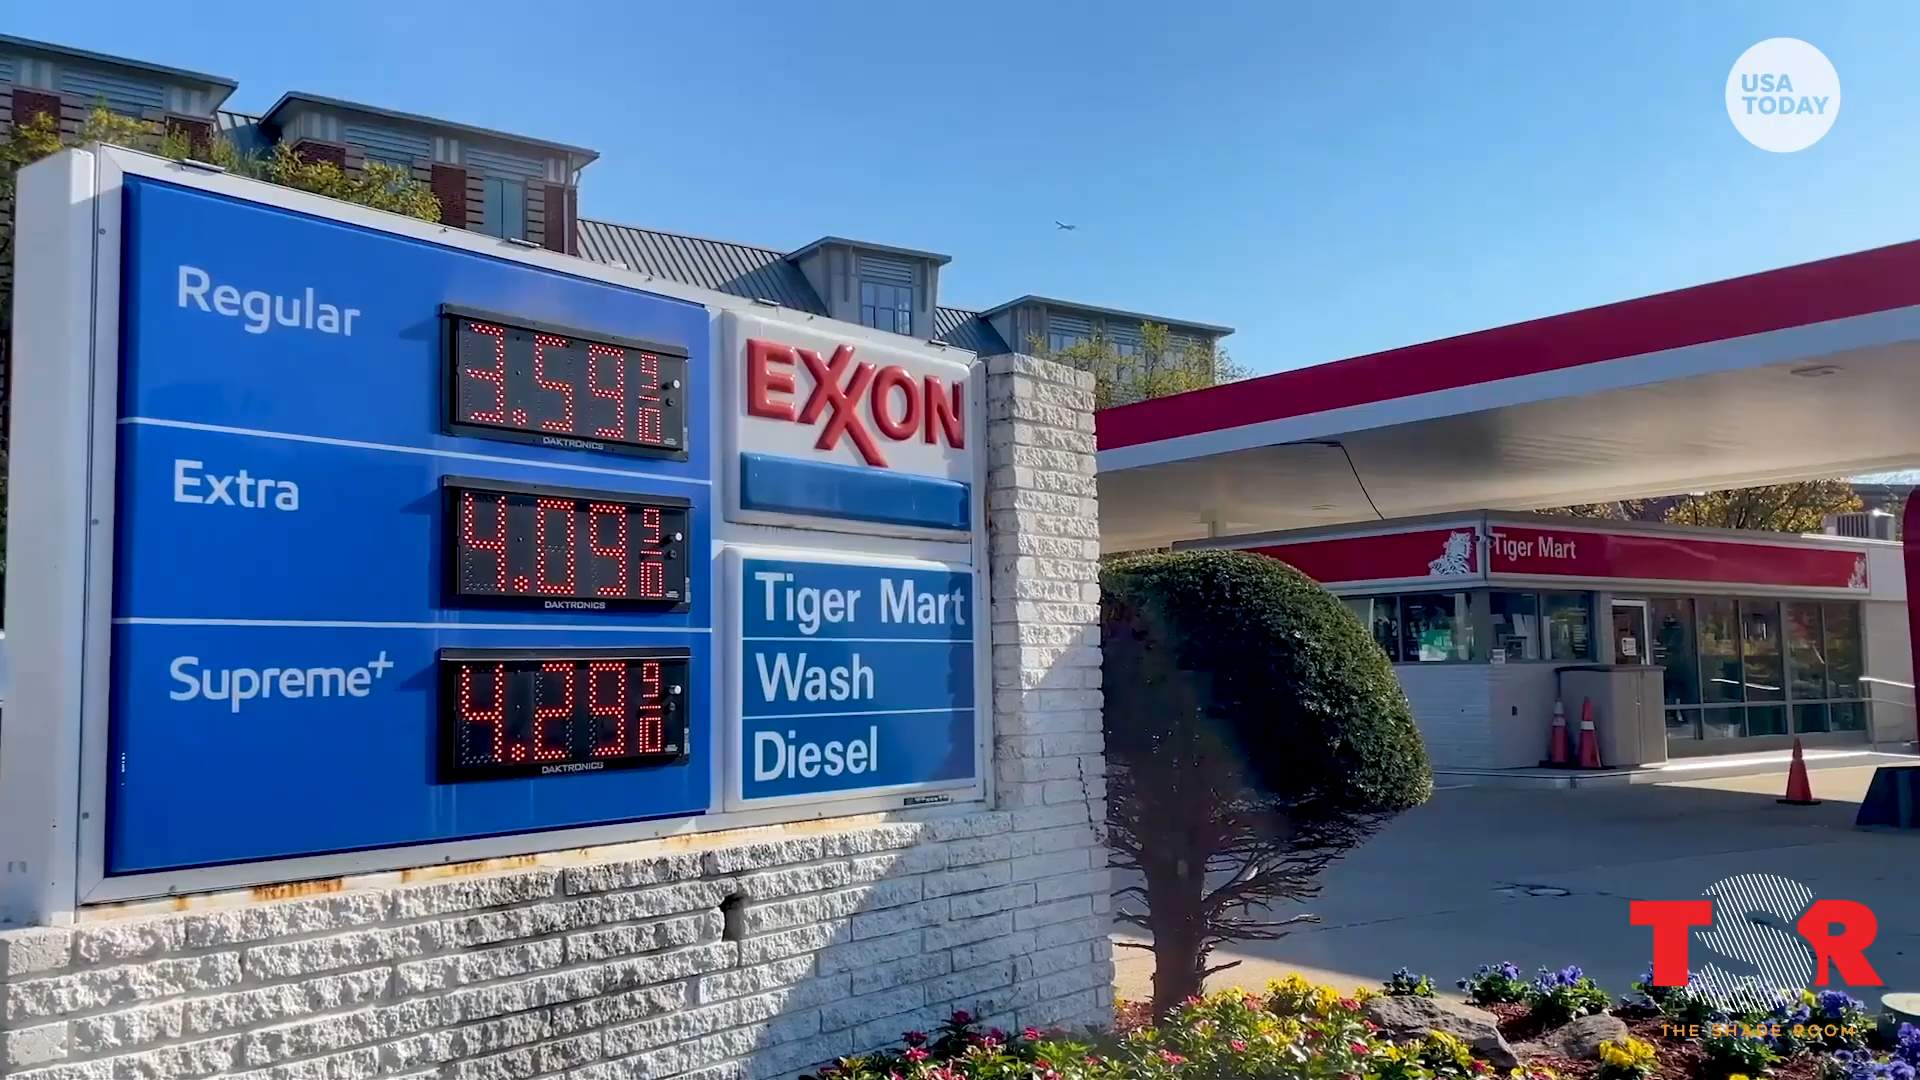 USA
TODAY
Regular
3.59 9/10
DAKTRONICS
Extra
4.09 9/10
DAKTRONICS
Supreme+
4.29 9/10
DAKTRONICS
EXXON
Tiger Mart
Wash
Diesel
Tiger Mart
TSR
THE SHADE ROOM